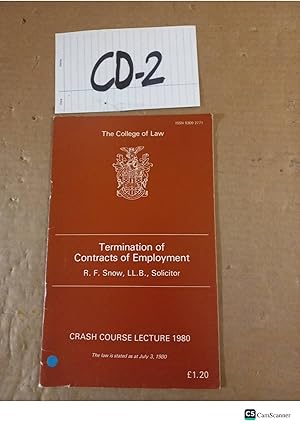 CD-2
ISSN 0309 2771
The College of Law
Termination of
Contracts of Employment
R. F. Snow, LL.B., Solicitor
CRASH COURSE LECTURE 1980
The law is stated as at July 3, 1980
£1.20
CS CamScanner